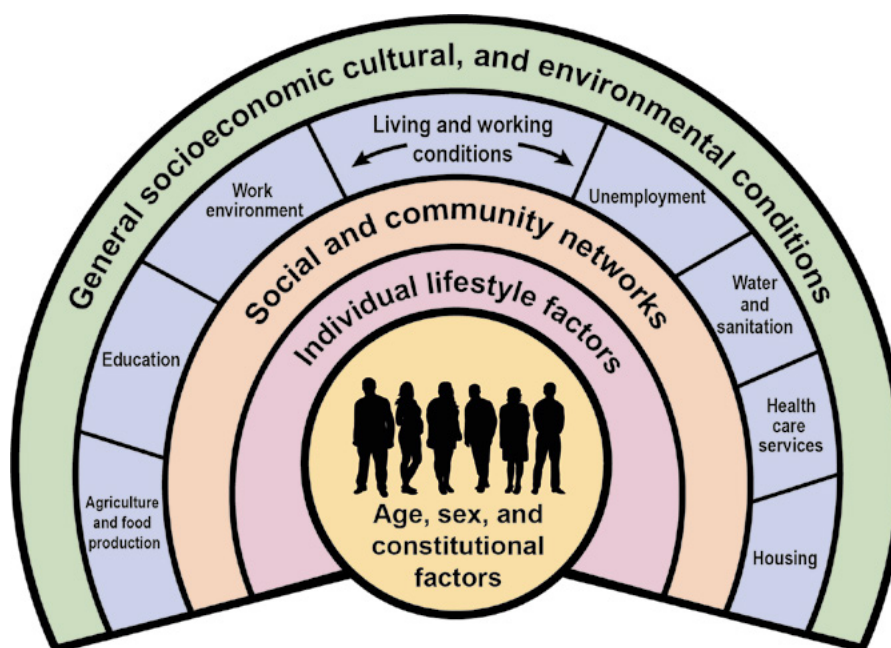 General socioeconomic cultural, and environmental conditions
Living and working
conditions
Work
environment
Unemployment
Education
Water
and
sanitation
Agriculture
and food
production
Health
care
services
Housing
Social and community networks
Individual lifestyle factors
Age, sex, and
constitutional
factors